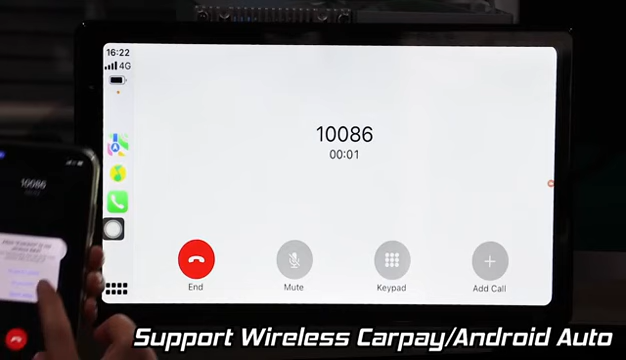 16:22
4G
10086
00:01
End
Mute
Keypad
Add Call
10086
Support Wireless Carpay/Android Auto